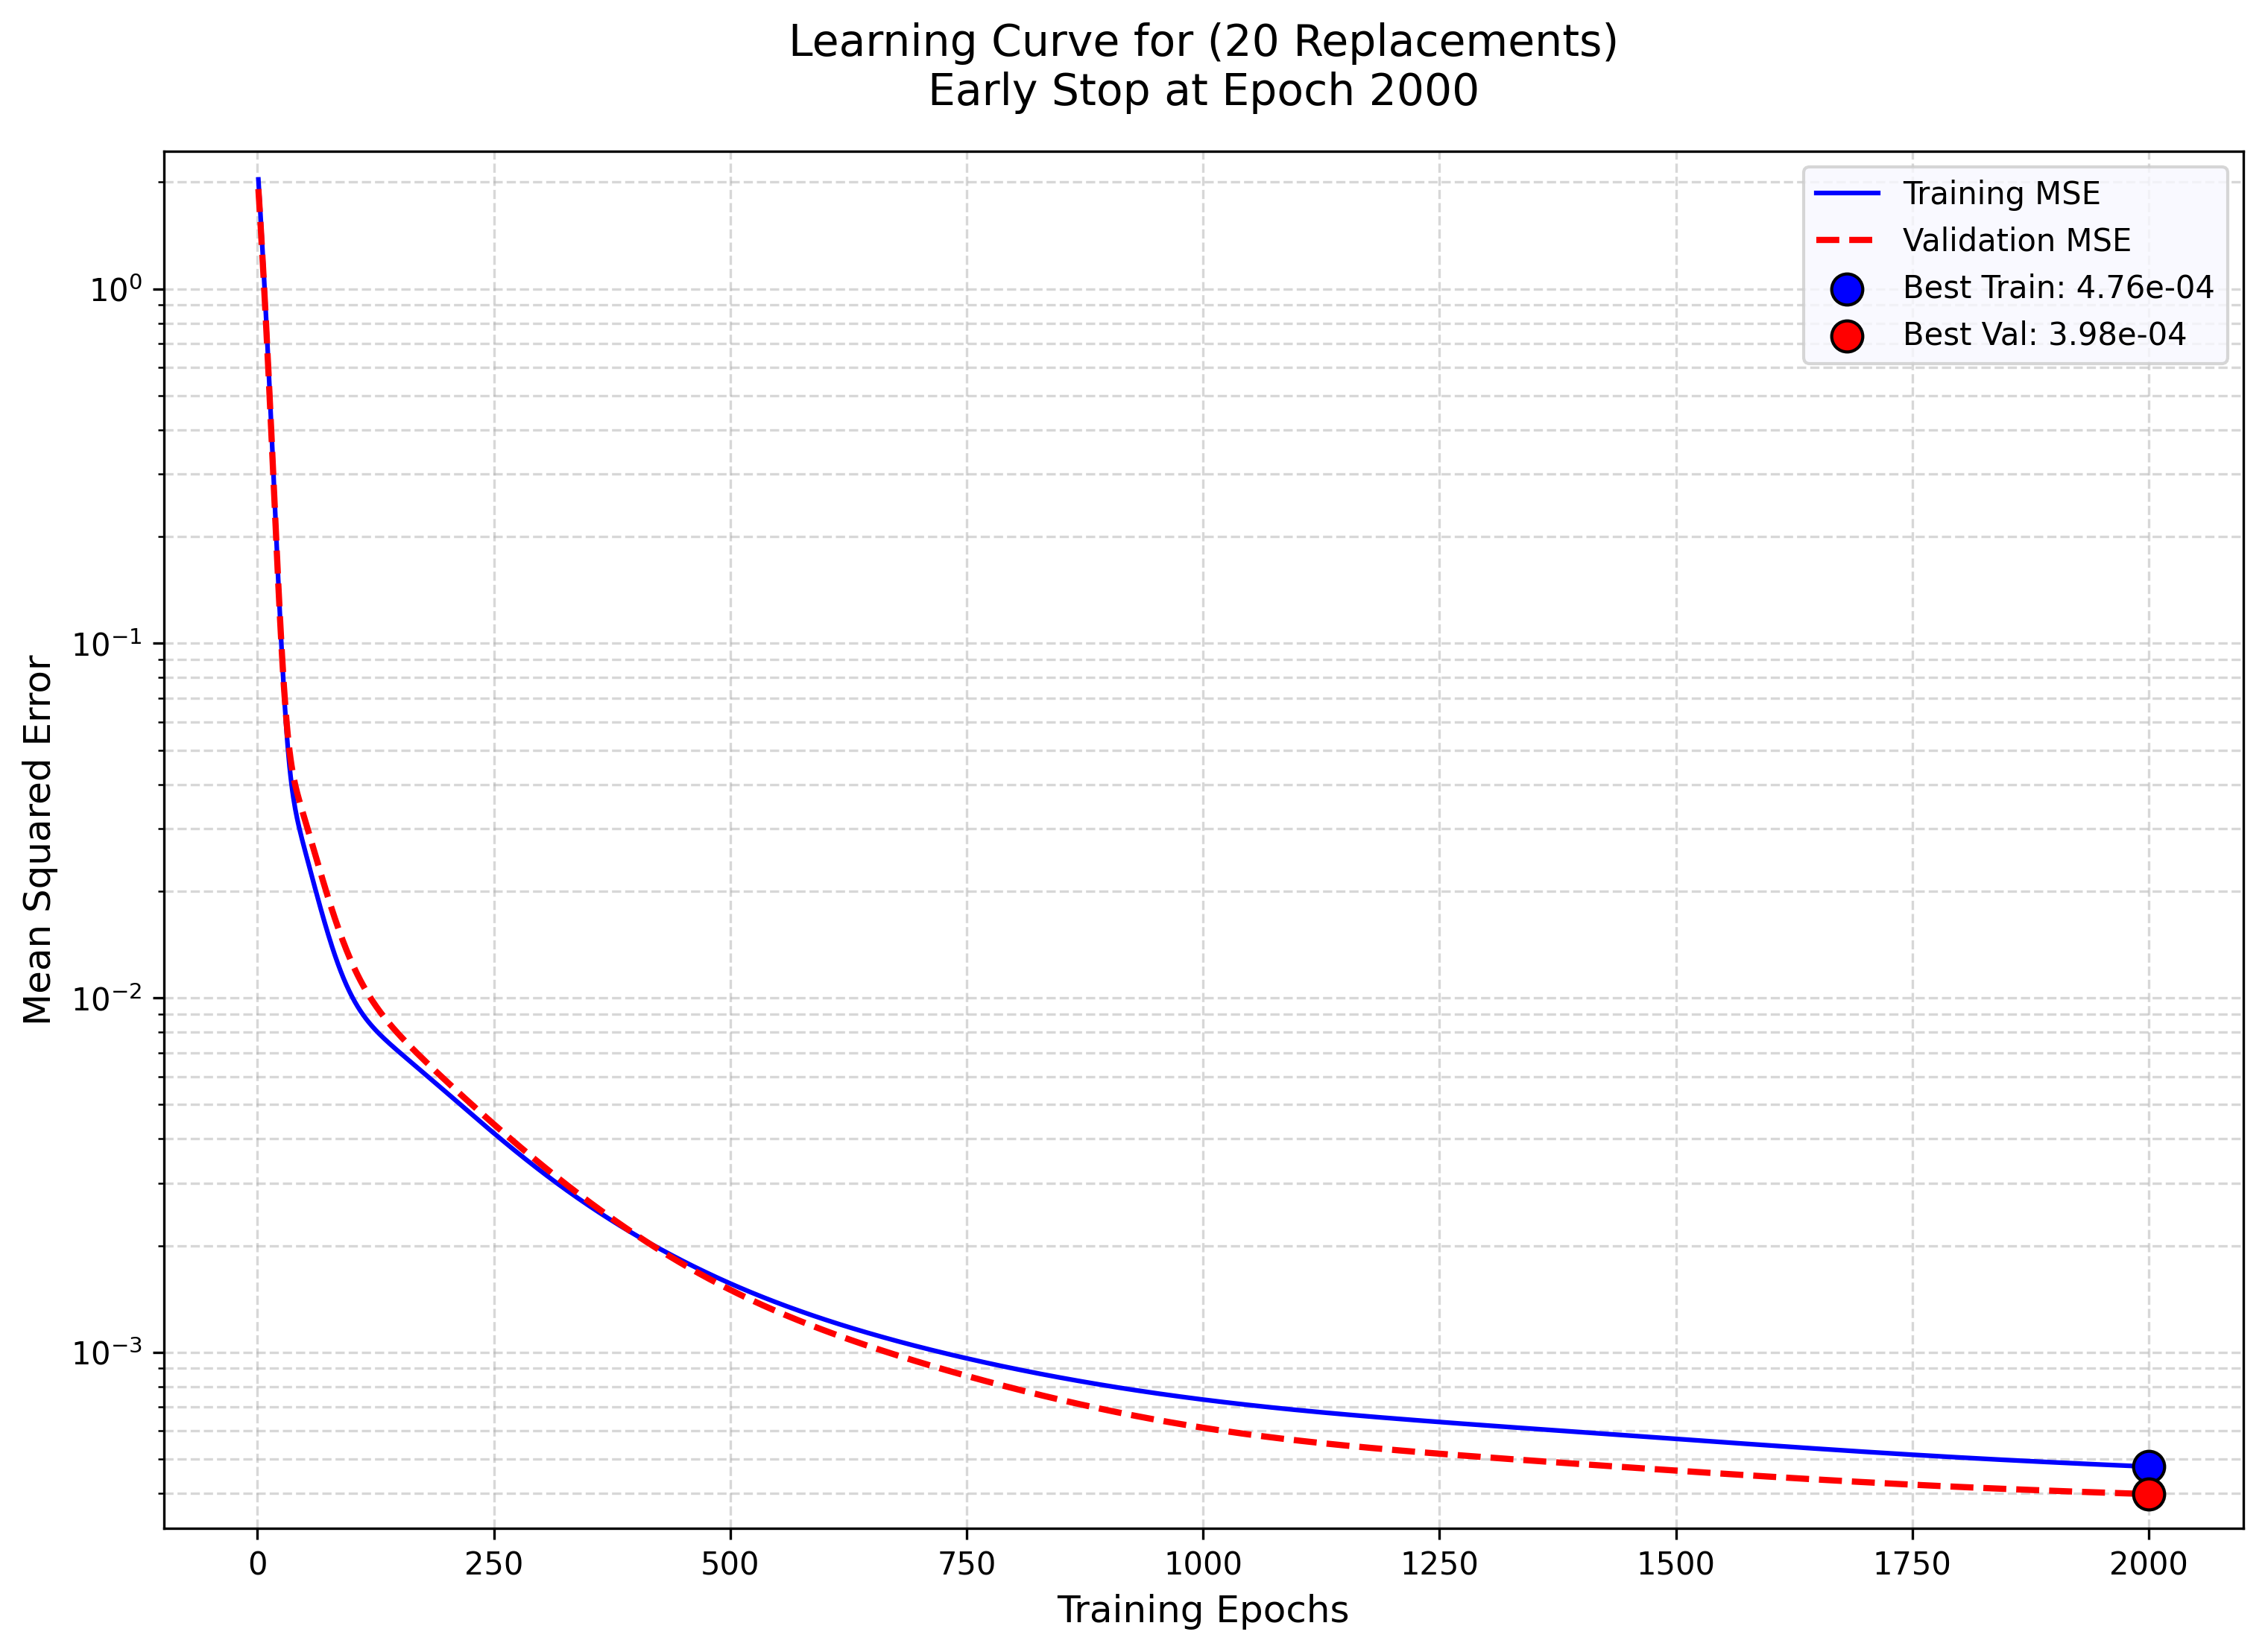 Learning Curve for (20 Replacements)
Early Stop at Epoch 2000
Training MSE
Validation MSE
Best Train: 4.76e-04
Best Val: 3.98e-04
Mean Squared Error
10⁰
10⁻¹
10⁻²
10⁻³
0 250 500 750 1000 1250 1500 1750 2000
Training Epochs